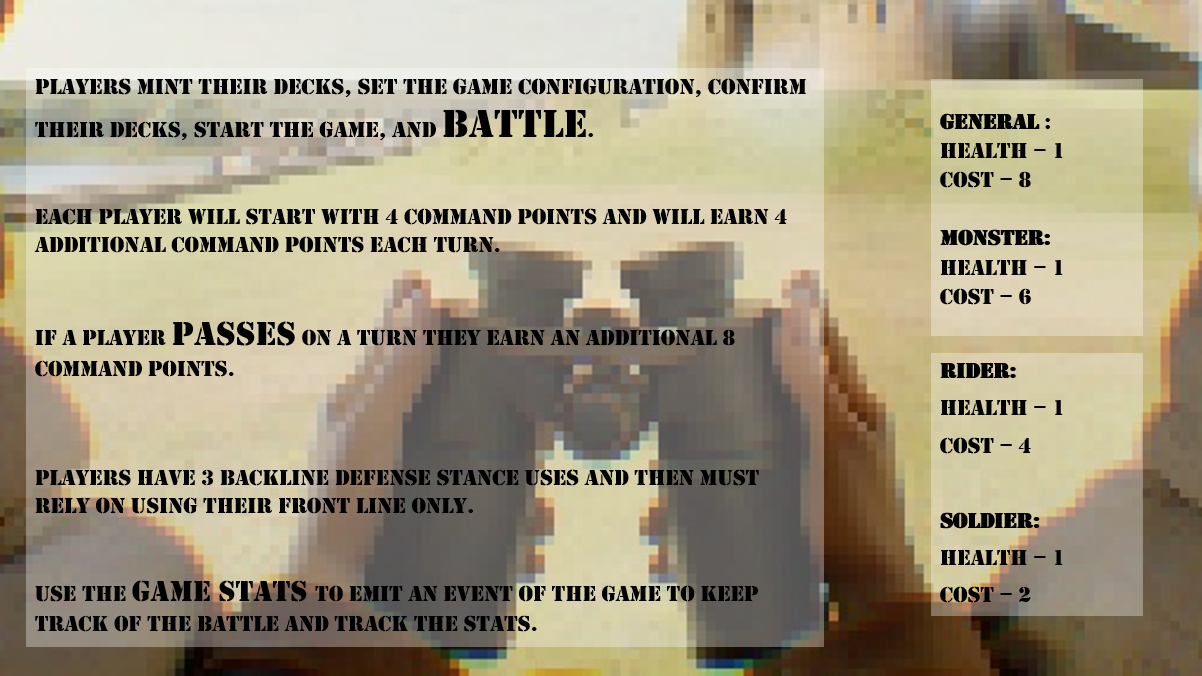 PLAYERS MINT THEIR DECKS, SET THE GAME CONFIGURATION, CONFIRM
THEIR DECKS, START THE GAME, AND BATTLE.
EACH PLAYER WILL START WITH 4 COMMAND POINTS AND WILL EARN 4
ADDITIONAL COMMAND POINTS EACH TURN.
IF A PLAYER PASSES ON A TURN THEY EARN AN ADDITIONAL 8
COMMAND POINTS.
PLAYERS HAVE 3 BACKLINE DEFENSE STANCE USES AND THEN MUST
RELY ON USING THEIR FRONT LINE ONLY.
USE THE GAME STATS TO EMIT AN EVENT OF THE GAME TO KEEP
TRACK OF THE BATTLE AND TRACK THE STATS.
GENERAL :
HEALTH – 1
COST – 8
MONSTER:
HEALTH – 1
COST – 6
RIDER:
HEALTH – 1
COST – 4
SOLDIER:
HEALTH – 1
COST – 2